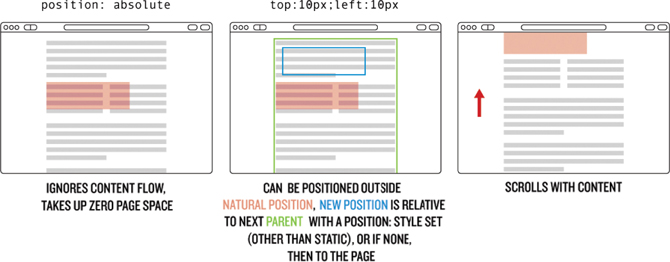 position: absolute
top:10px;left:10px
IGNORES CONTENT FLOW,
TAKES UP ZERO PAGE SPACE
CAN BE POSITIONED OUTSIDE
NATURAL POSITION, NEW POSITION IS RELATIVE
TO NEXT PARENT WITH A POSITION: STYLE SET
(OTHER THAN STATIC), OR IF NONE,
THEN TO THE PAGE
SCROLLS WITH CONTENT